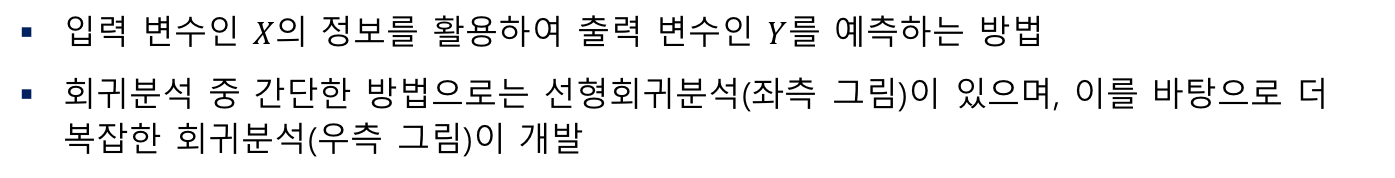 ▪ 입력 변수인 X의 정보를 활용하여 출력 변수인 Y를 예측하는 방법
▪ 회귀분석 중 간단한 방법으로는 선형회귀분석(좌측 그림)이 있으며, 이를 바탕으로 더
복잡한 회귀분석(우측 그림)이 개발